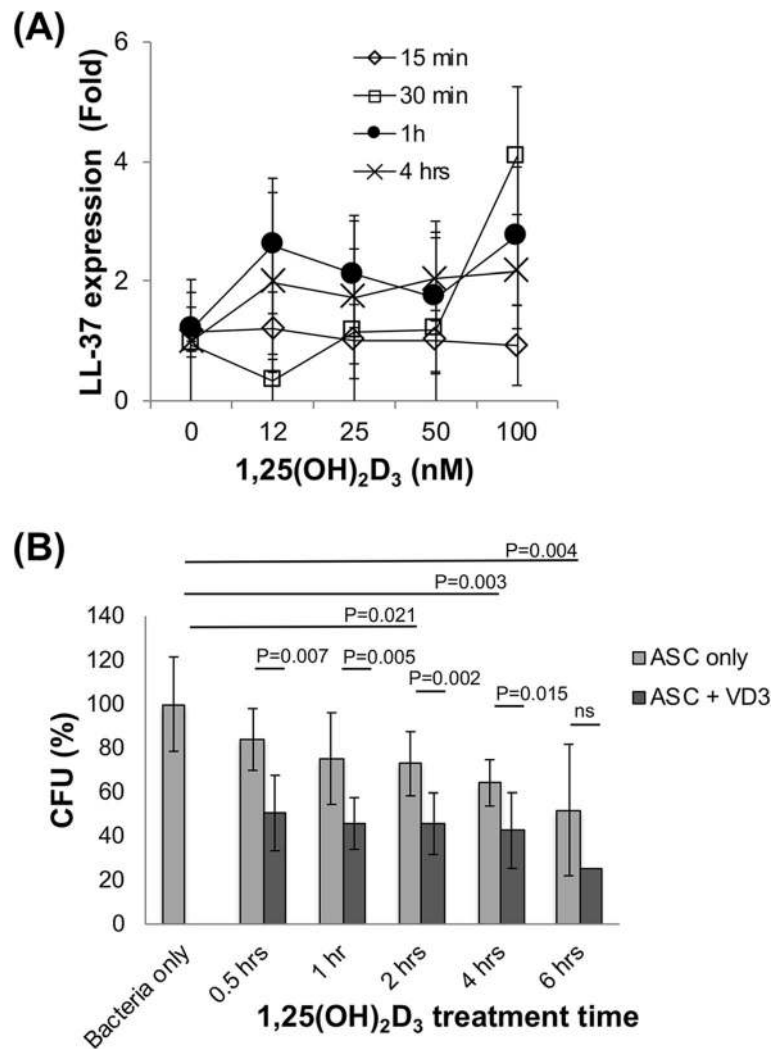 (A)
6
4
2
0
LL-37 expression (Fold)
15 min
30 min
1h
4 hrs
0 12 25 50 100
1,25(OH)₂D₃ (nM)
(B)
P=0.004
P=0.003
P=0.021
P=0.007
P=0.005
P=0.002
P=0.015
ns
140
120
100
80
60
40
20
0
CFU (%)
ASC only
ASC + VD3
Bacteria only
0.5 hrs
1 hr
2 hrs
4 hrs
6 hrs
1,25(OH)₂D₃ treatment time